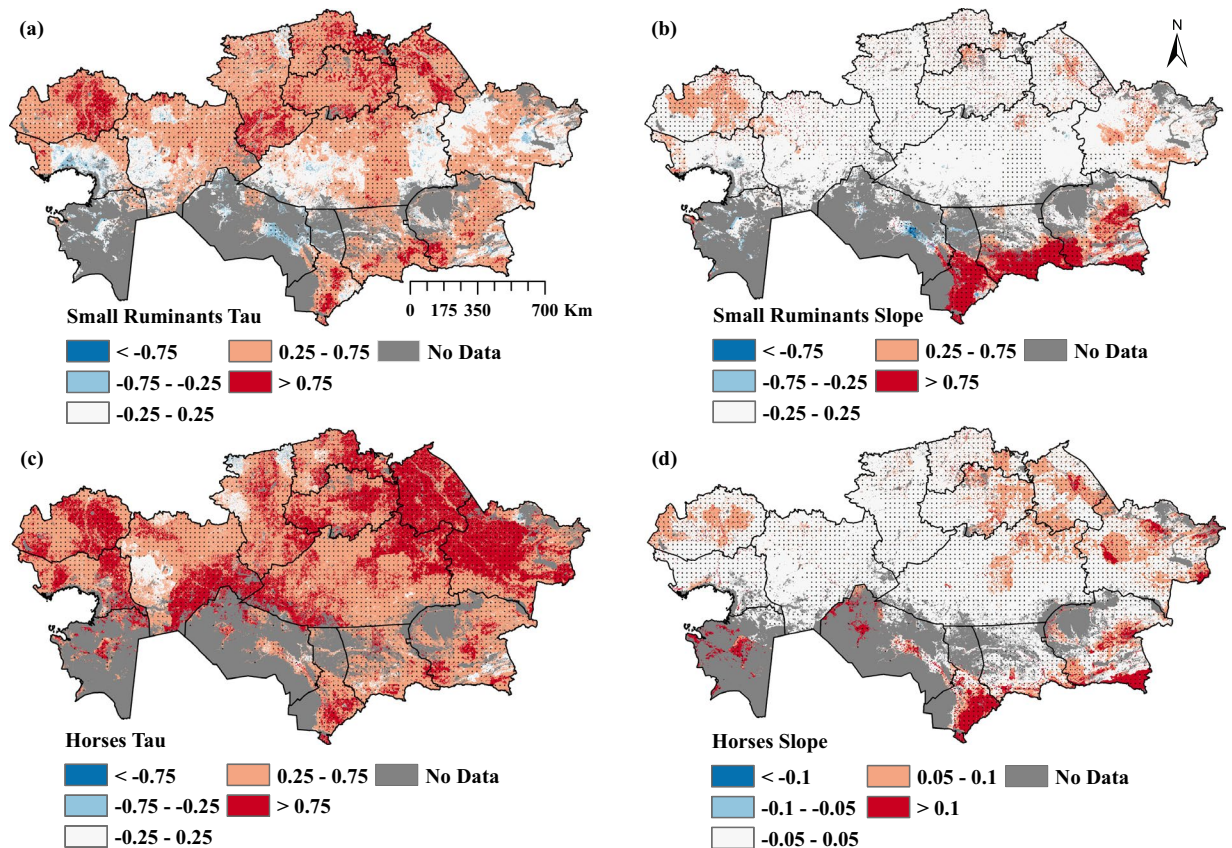 (a)
(b)
N
0 175 350 700 Km
Small Ruminants Tau
< -0.75
0.25 - 0.75
No Data
-0.75 - -0.25
> 0.75
-0.25 - 0.25
Small Ruminants Slope
< -0.75
0.25 - 0.75
No Data
-0.75 - -0.25
> 0.75
-0.25 - 0.25
(c)
(d)
Horses Tau
< -0.75
0.25 - 0.75
No Data
-0.75 - -0.25
> 0.75
-0.25 - 0.25
Horses Slope
< -0.1
0.05 - 0.1
No Data
-0.1 - -0.05
> 0.1
-0.05 - 0.05